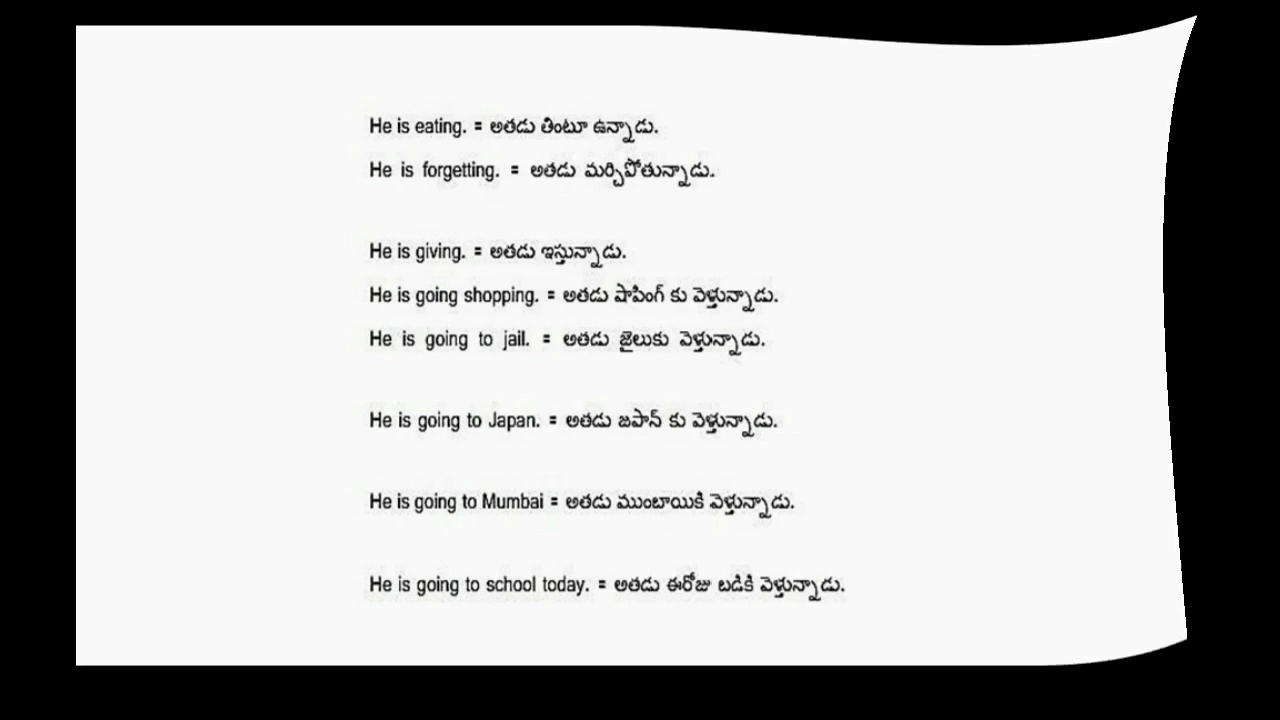 He is eating. = అతడు తింటూ ఉన్నాడు.
He is forgetting. = అతడు మర్చిపోతున్నాడు.
He is giving. = అతడు ఇస్తున్నాడు.
He is going shopping. = అతడు షాపింగ్ కు వెళ్తున్నాడు.
He is going to jail. = అతడు జైలుకు వెళ్తున్నాడు.
He is going to Japan. = అతడు జపాన్ కు వెళ్తున్నాడు.
He is going to Mumbai = అతడు ముంబాయికి వెళ్తున్నాడు.
He is going to school today. = అతడు ఈరోజు బడికి వెళ్తున్నాడు.